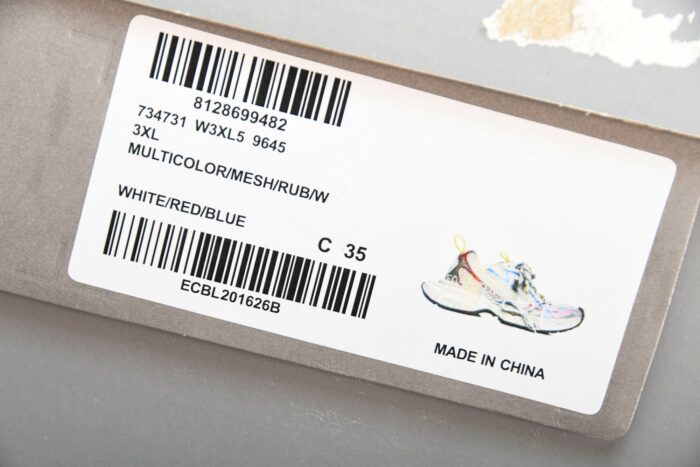 8128699482
734731 W3XL5 9645
3XL
MULTICOLOR/MESH/RUB/W
WHITE/RED/BLUE
C 35
ECBL201626B
MADE IN CHINA